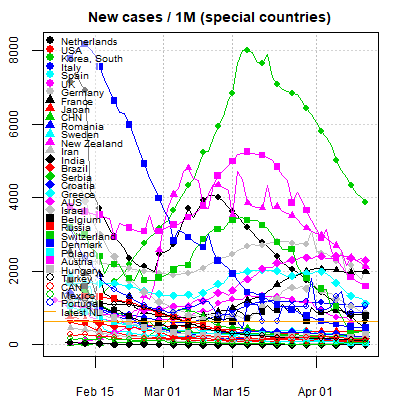 New cases / 1M (special countries)
8000
6000
4000
2000
0
Netherlands
USA
Korea, South
Italy
Spain
UK
Germany
France
Japan
CHN
Romania
Sweden
New Zealand
Iran
India
Brazil
Serbia
Croatia
Greece
AUS
Israel
Belgium
Russia
Switzerland
Denmark
Poland
Austria
Hungary
Turkey
CAN
Mexico
Portugal
latest NL
Feb 15
Mar 01
Mar 15
Apr 01